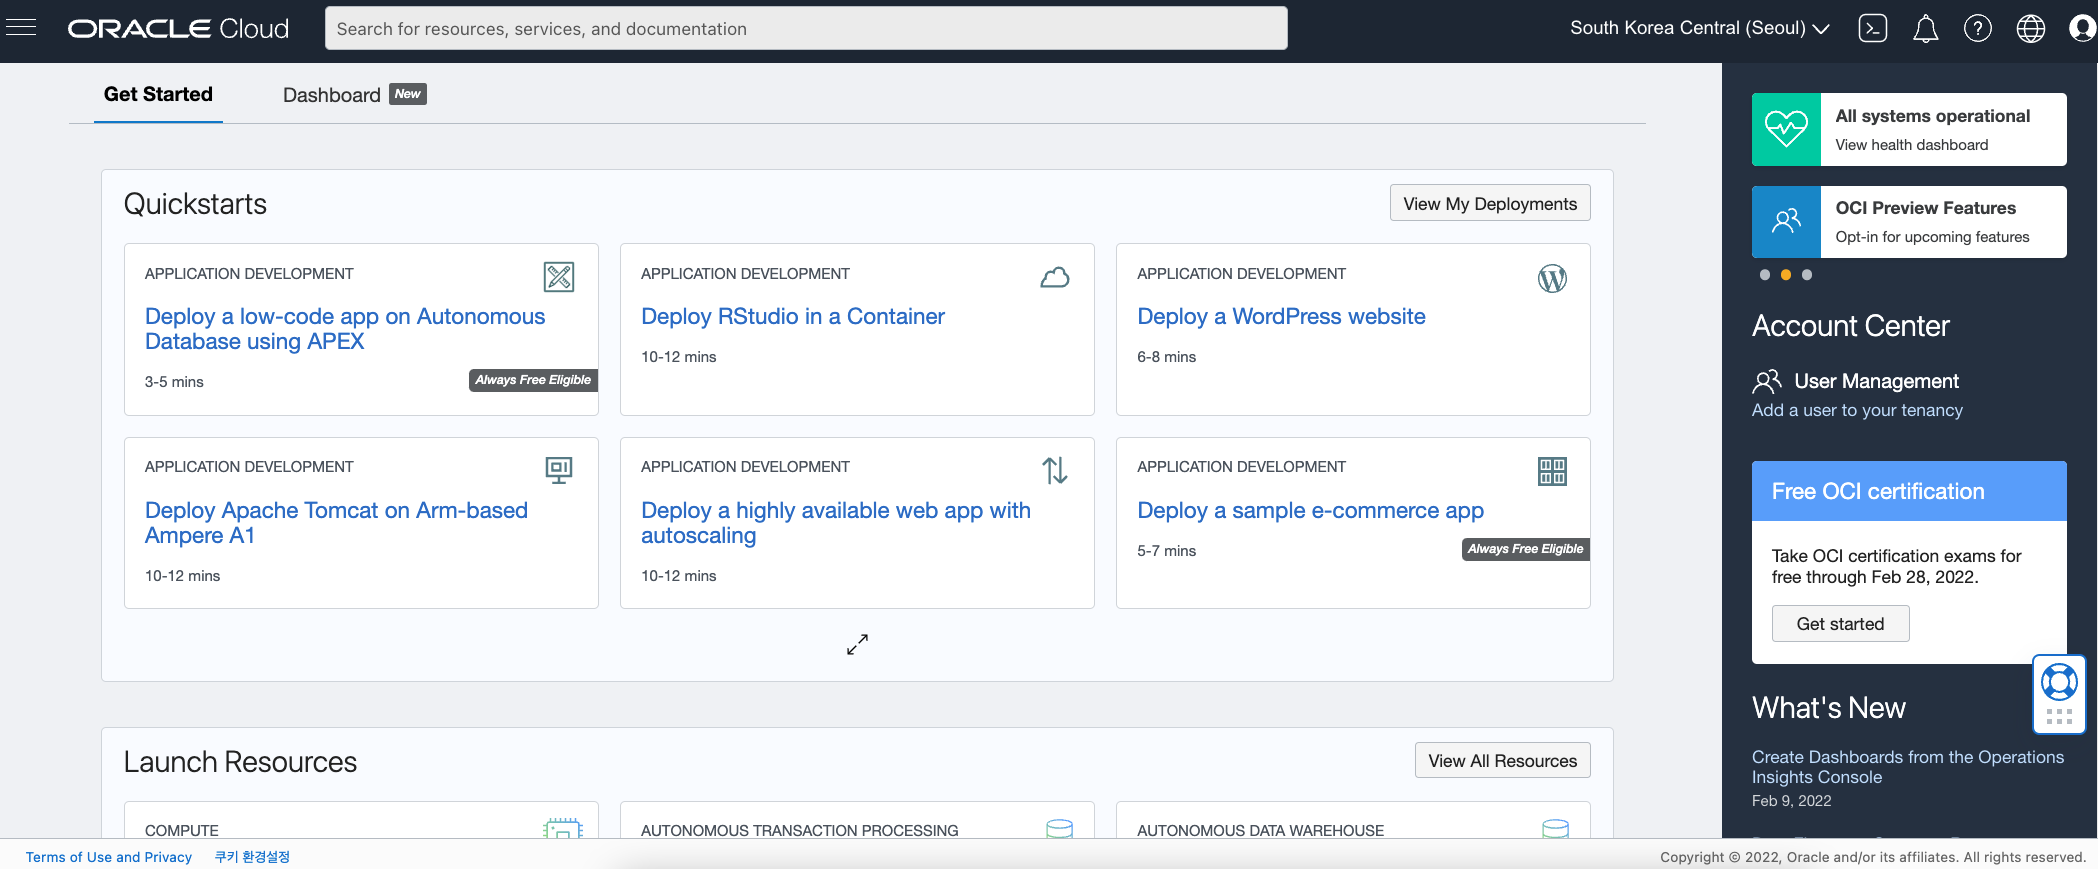 ORACLE Cloud
Search for resources, services, and documentation
South Korea Central (Seoul)
Get Started
Dashboard
New
Quickstarts
View My Deployments
APPLICATION DEVELOPMENT
Deploy a low-code app on Autonomous
Database using APEX
3-5 mins
Always Free Eligible
APPLICATION DEVELOPMENT
Deploy RStudio in a Container
10-12 mins
APPLICATION DEVELOPMENT
Deploy a WordPress website
6-8 mins
APPLICATION DEVELOPMENT
Deploy Apache Tomcat on Arm-based
Ampere A1
10-12 mins
APPLICATION DEVELOPMENT
Deploy a highly available web app with
autoscaling
10-12 mins
APPLICATION DEVELOPMENT
Deploy a sample e-commerce app
5-7 mins
Always Free Eligible
Launch Resources
View All Resources
COMPUTE
AUTONOMOUS TRANSACTION PROCESSING
AUTONOMOUS DATA WAREHOUSE
All systems operational
View health dashboard
OCI Preview Features
Opt-in for upcoming features
Account Center
User Management
Add a user to your tenancy
Free OCI certification
Take OCI certification exams for
free through Feb 28, 2022.
Get started
What's New
Create Dashboards from the Operations
Insights Console
Feb 9, 2022
Terms of Use and Privacy
쿠키 환경설정
Copyright © 2022, Oracle and/or its affiliates. All rights reserved.